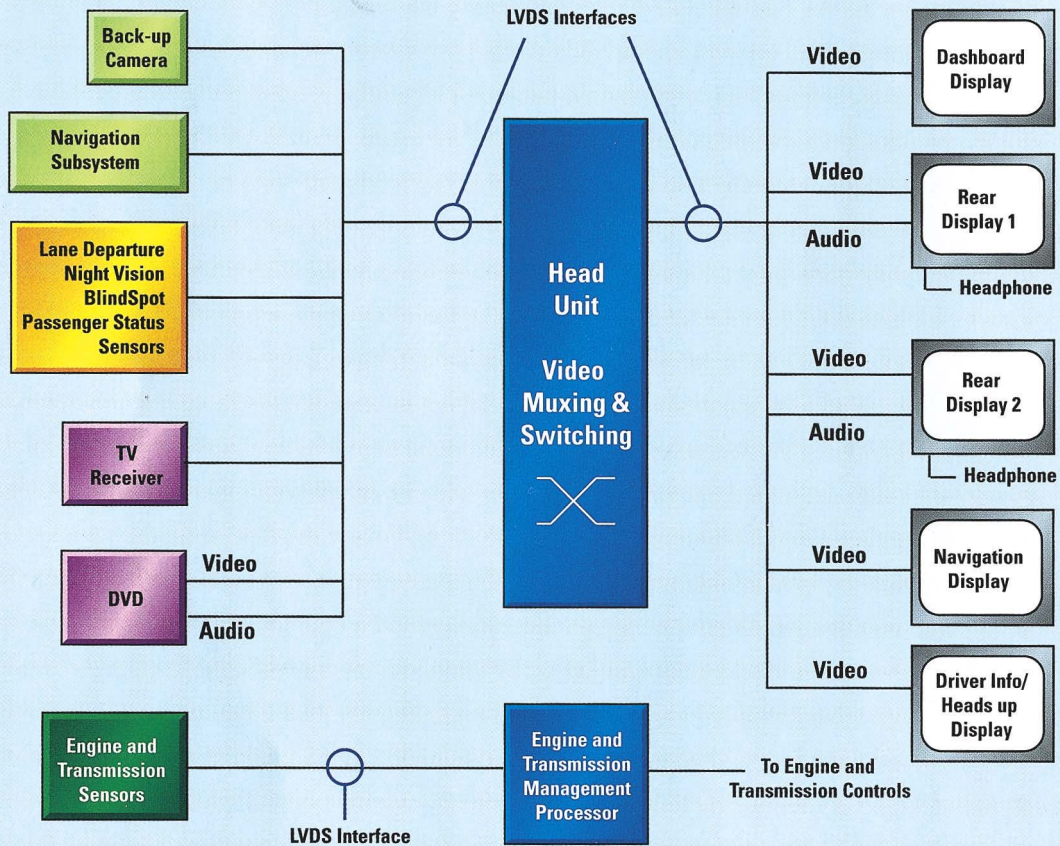 LVDS Interfaces
Back-up
Camera
Navigation
Subsystem
Lane Departure
Night Vision
BlindSpot
Passenger Status
Sensors
TV
Receiver
DVD
Video
Audio
Head
Unit
Video
Muxing &
Switching
Video
Dashboard
Display
Video
Audio
Rear
Display 1
Headphone
Video
Audio
Rear
Display 2
Headphone
Video
Navigation
Display
Video
Driver Info/
Heads up
Display
Engine and
Transmission
Sensors
LVDS Interface
Engine and
Transmission
Management
Processor
To Engine and
Transmission Controls